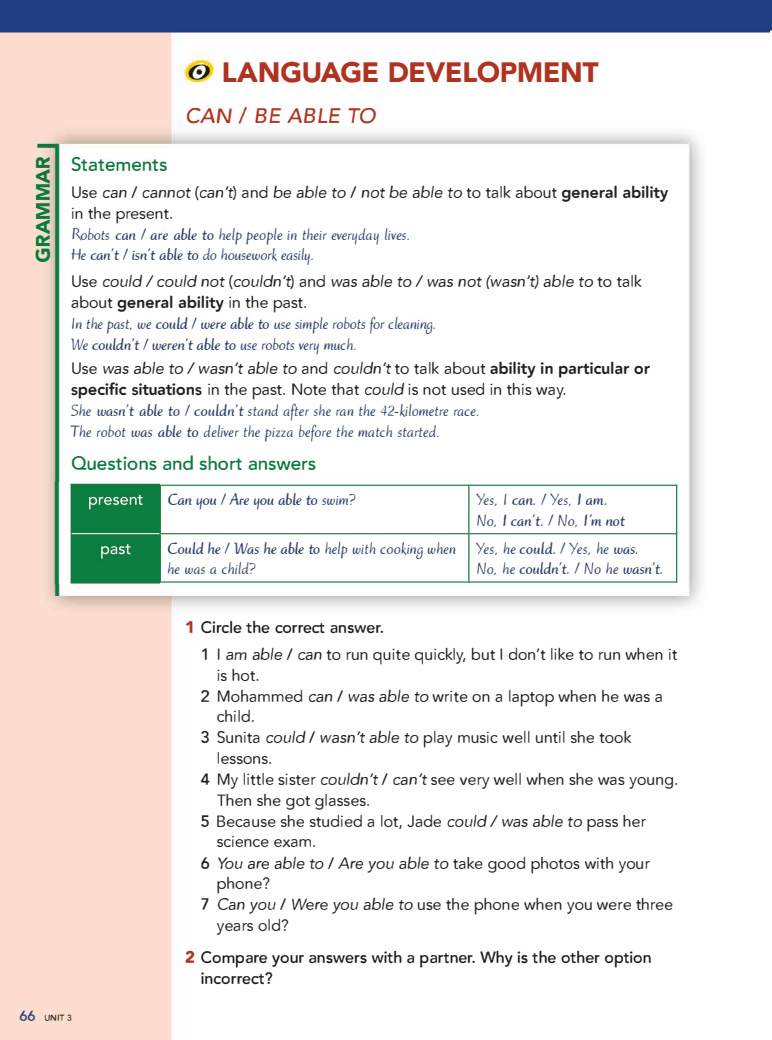 LANGUAGE DEVELOPMENT
CAN / BE ABLE TO
GRAMMAR
Statements
Use can / cannot (can't) and be able to / not be able to to talk about general ability
in the present.
Robots can / are able to help people in their everyday lives.
He can't / isn't able to do housework easily.
Use could / could not (couldn't) and was able to / was not (wasn't) able to to talk
about general ability in the past.
In the past, we could / were able to use simple robots for cleaning.
We couldn't / weren't able to use robots very much.
Use was able to / wasn't able to and couldn't to talk about ability in particular or
specific situations in the past. Note that could is not used in this way.
She wasn't able to / couldn't stand after she ran the 42-kilometre race.
The robot was able to deliver the pizza before the match started.
Questions and short answers
present Can you / Are you able to swim? Yes, I can. / Yes, I am.
No, I can't. / No, I'm not
past Could he / Was he able to help with cooking when Yes, he could. / Yes, he was.
he was a child? No, he couldn't. / No he wasn't.
1 Circle the correct answer.
1 I am able / can to run quite quickly, but I don't like to run when it
is hot.
2 Mohammed can / was able to write on a laptop when he was a
child.
3 Sunita could / wasn't able to play music well until she took
lessons.
4 My little sister couldn't / can't see very well when she was young.
Then she got glasses.
5 Because she studied a lot, Jade could / was able to pass her
science exam.
6 You are able to / Are you able to take good photos with your
phone?
7 Can you / Were you able to use the phone when you were three
years old?
2 Compare your answers with a partner. Why is the other option
incorrect?
66 UNIT 3